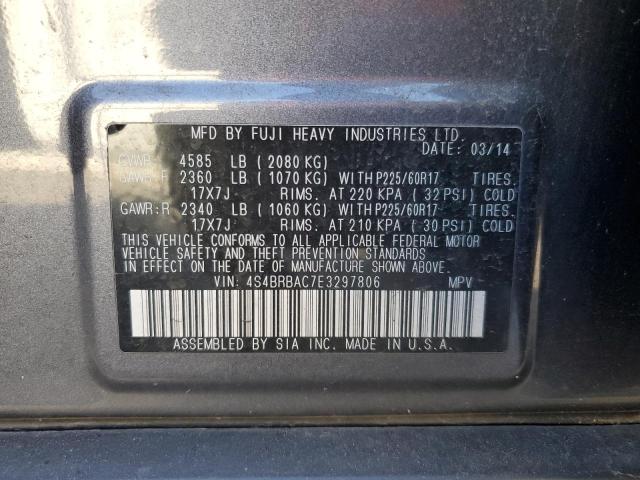 MFD BY FUJI HEAVY INDUSTRIES LTD.
DATE: 03/14
GVWR: 4585 LB ( 2080 KG)
GAWR:F 2360 LB ( 1070 KG) WITH P225/60R17 TIRES.
17X7J RIMS. AT 220 KPA ( 32 PSI) COLD
GAWR:R 2340 LB ( 1060 KG) WITH P225/60R17 TIRES.
17X7J RIMS. AT 210 KPA ( 30 PSI) COLD
THIS VEHICLE CONFORMS TO ALL APPLICABLE FEDERAL MOTOR
VEHICLE SAFETY AND THEFT PREVENTION STANDARDS
IN EFFECT ON THE DATE OF MANUFACTURE SHOWN ABOVE.
VIN: 4S4BRBAC7E3297806 MPV
ASSEMBLED BY SIA INC. MADE IN U.S.A.